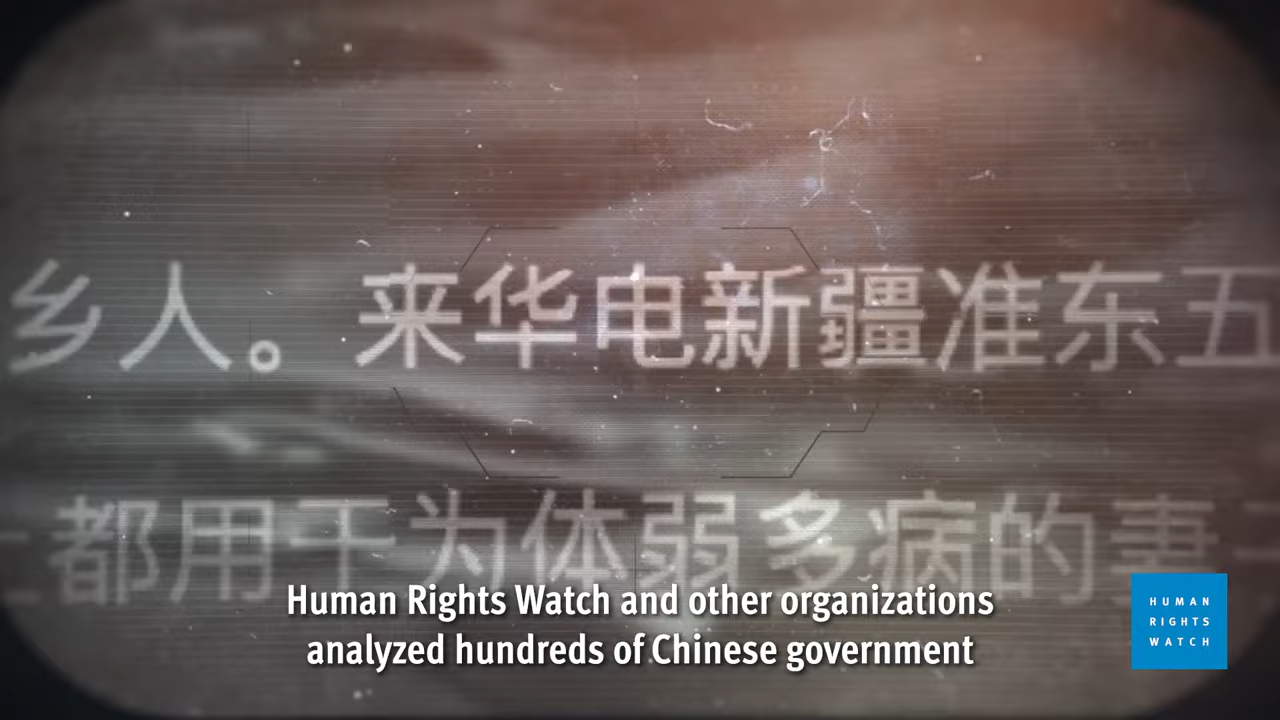 乡人。来华电新疆准东五
都用于为体弱多病的妻
Human Rights Watch and other organizations
analyzed hundreds of Chinese government
HUMAN
RIGHTS
WATCH